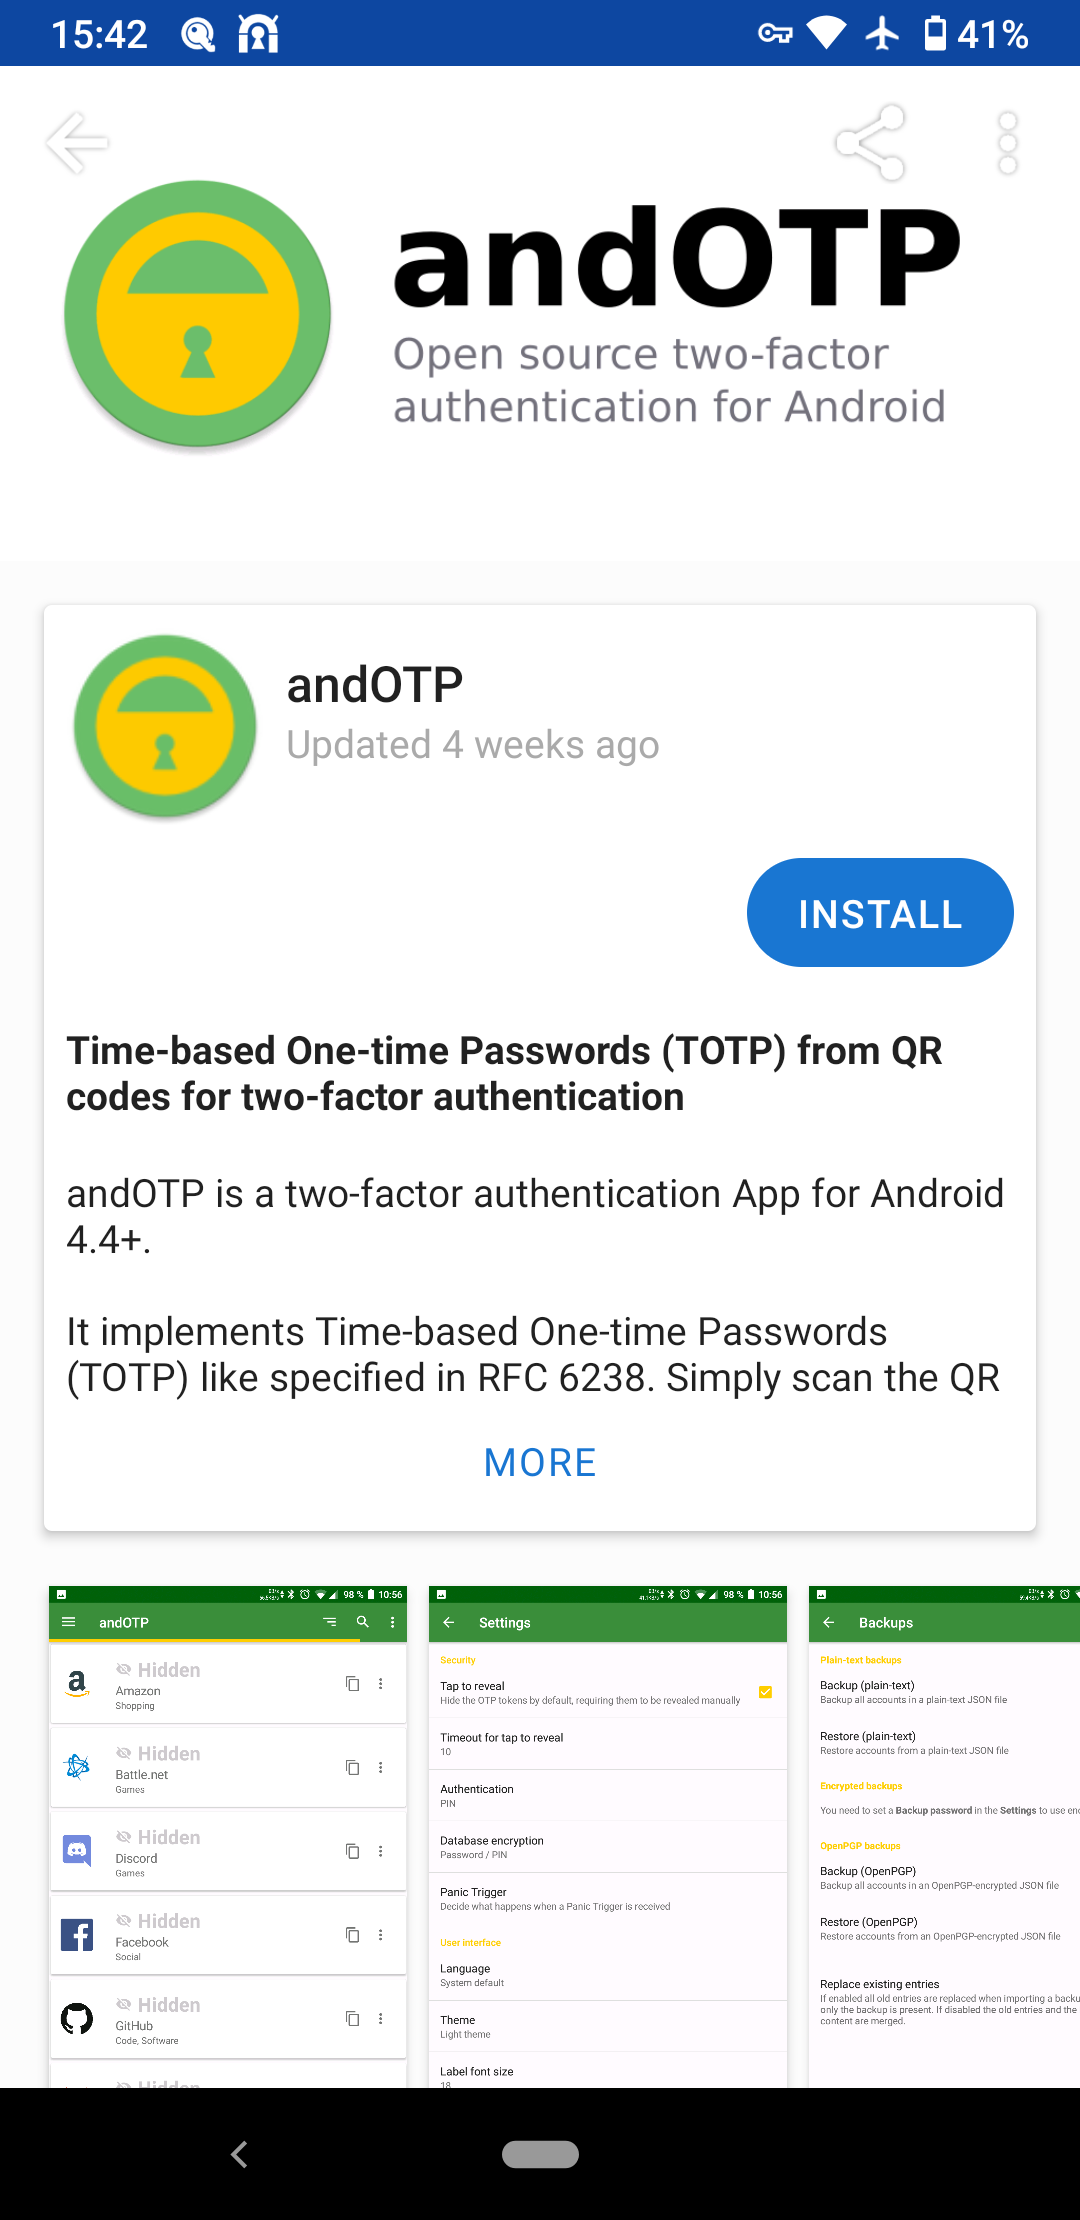 15:42
41%
andOTP
Open source two-factor
authentication for Android
andOTP
Updated 4 weeks ago
INSTALL
Time-based One-time Passwords (TOTP) from QR
codes for two-factor authentication
andOTP is a two-factor authentication App for Android
4.4+.
It implements Time-based One-time Passwords
(TOTP) like specified in RFC 6238. Simply scan the QR
MORE
98 % 10:56
andOTP
Hidden
Amazon
Shopping
Hidden
Battle.net
Games
Hidden
Discord
Games
Hidden
Facebook
Social
Hidden
GitHub
Code, Software
Hidden
98 % 10:56
Settings
Security
Tap to reveal
Hide the OTP tokens by default, requiring them to be revealed manually
Timeout for tap to reveal
10
Authentication
PIN
Database encryption
Password / PIN
Panic Trigger
Decide what happens when a Panic Trigger is received
User interface
Language
System default
Theme
Light theme
Label font size
18
Backups
Plain-text backups
Backup (plain-text)
Backup all accounts in a plain-text JSON file
Restore (plain-text)
Restore accounts from a plain-text JSON file
Encrypted backups
You need to set a Backup password in the Settings to use
OpenPGP backups
Backup (OpenPGP)
Backup all accounts in an OpenPGP-encrypted JSON file
Restore (OpenPGP)
Restore accounts from an OpenPGP-encrypted JSON file
Replace existing entries
If enabled all old entries are replaced when importing a
only the backup is present. If disabled the old entries and the
content are merged.